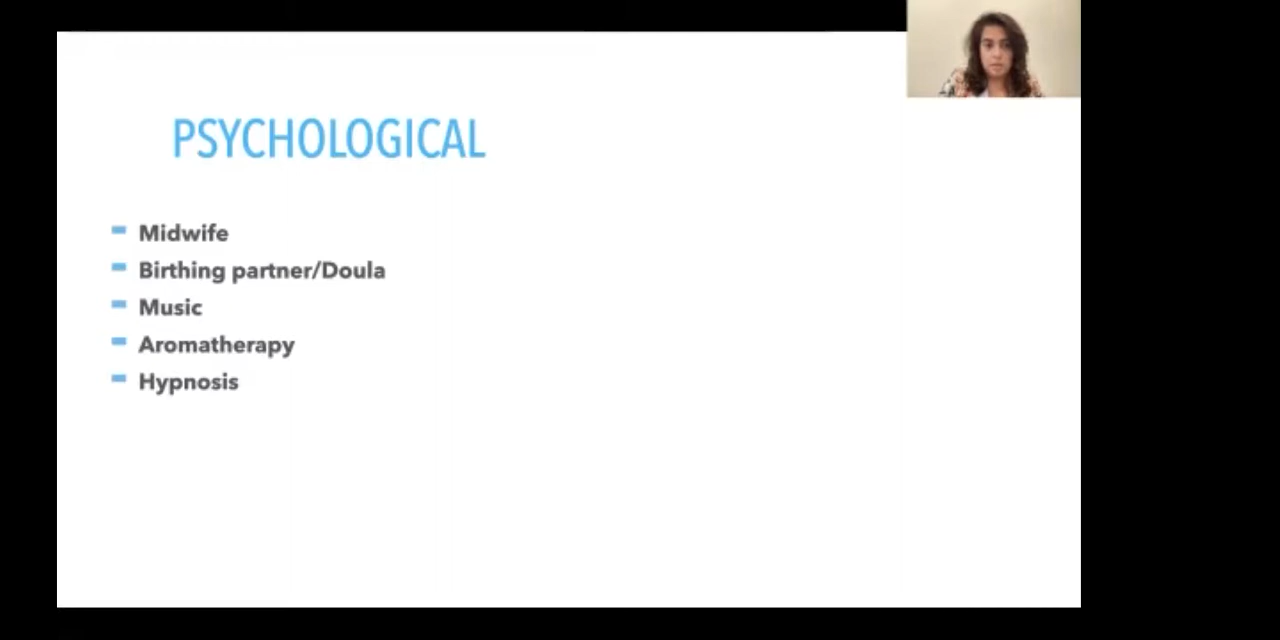 PSYCHOLOGICAL
Midwife
Birthing partner/Doula
Music
Aromatherapy
Hypnosis